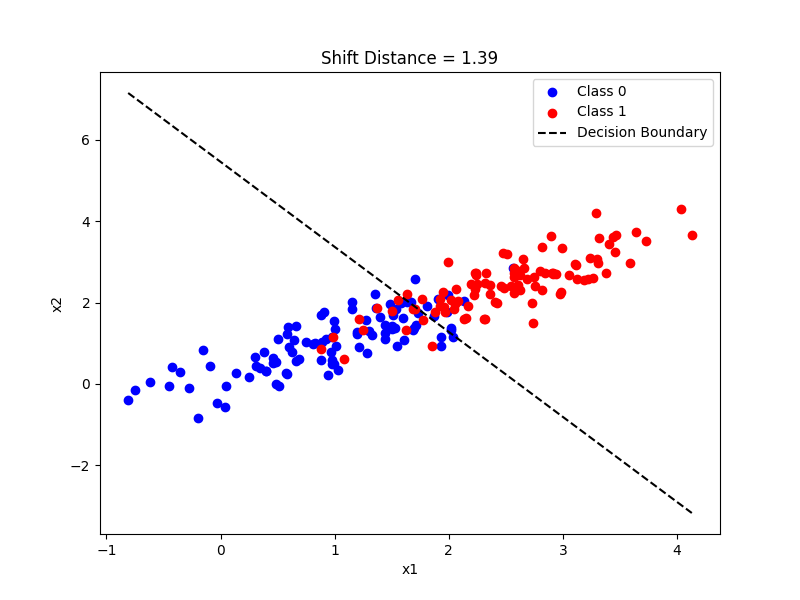 Shift Distance = 1.39
Class 0
Class 1
Decision Boundary
6
4
2
0
−2
x2
−1
0
1
2
3
4
x1